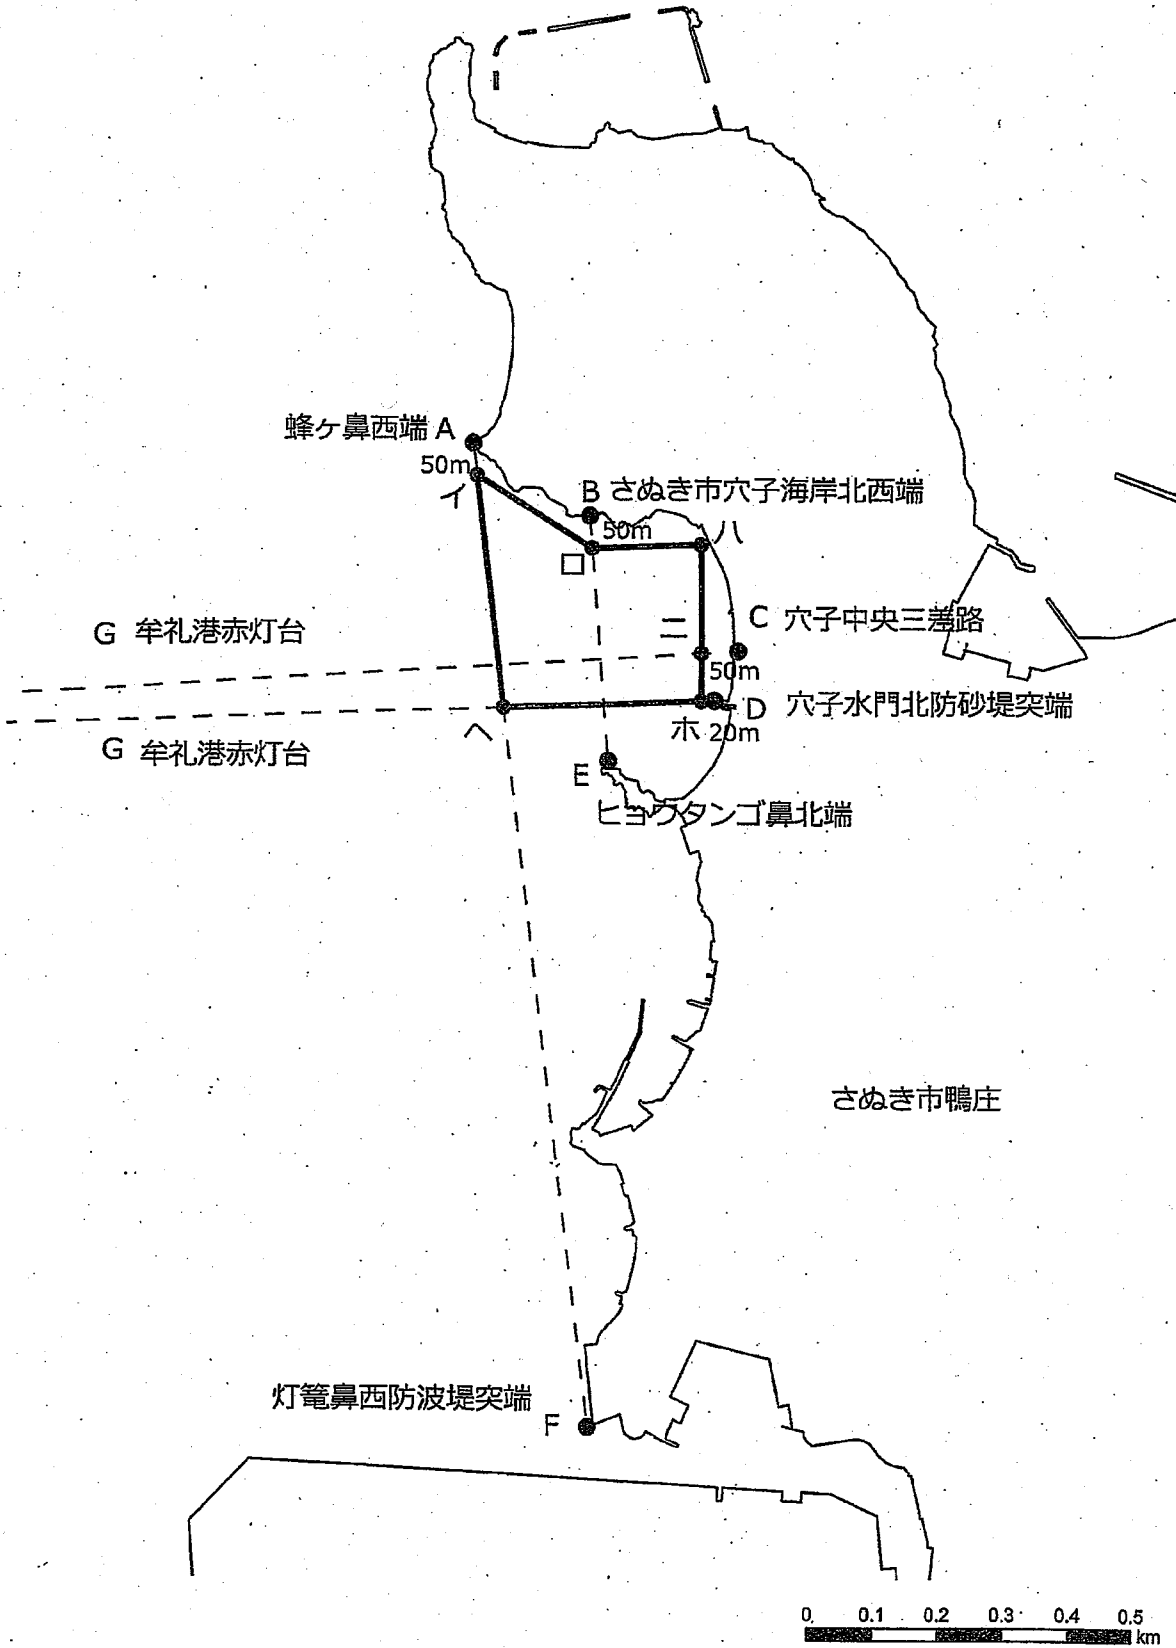 蜂ヶ鼻西端 A
50m
イ
B さぬき市穴子海岸北西端
50m
ロ
ハ
ニ
C 穴子中央三差路
G 牟礼港赤灯台
50m
D 穴子水門北防砂堤突端
ホ 20m
ヘ
G 牟礼港赤灯台
E
ヒョウタンゴ鼻北端
さぬき市鴨庄
灯篭鼻西防波堤突端
F
0 0.1 0.2 0.3 0.4 0.5
km